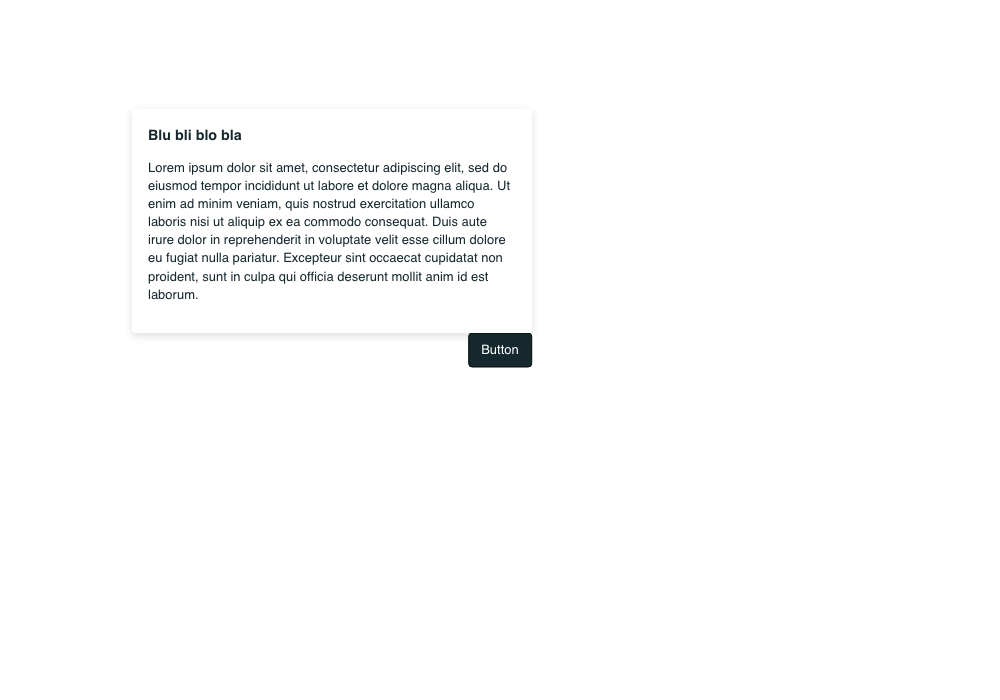 Blu bli blo bla
Lorem ipsum dolor sit amet, consectetur adipiscing elit, sed do
eiusmod tempor incididunt ut labore et dolore magna aliqua. Ut
enim ad minim veniam, quis nostrud exercitation ullamco
laboris nisi ut aliquip ex ea commodo consequat. Duis aute
irure dolor in reprehenderit in voluptate velit esse cillum dolore
eu fugiat nulla pariatur. Excepteur sint occaecat cupidatat non
proident, sunt in culpa qui officia deserunt mollit anim id est
laborum.
Button